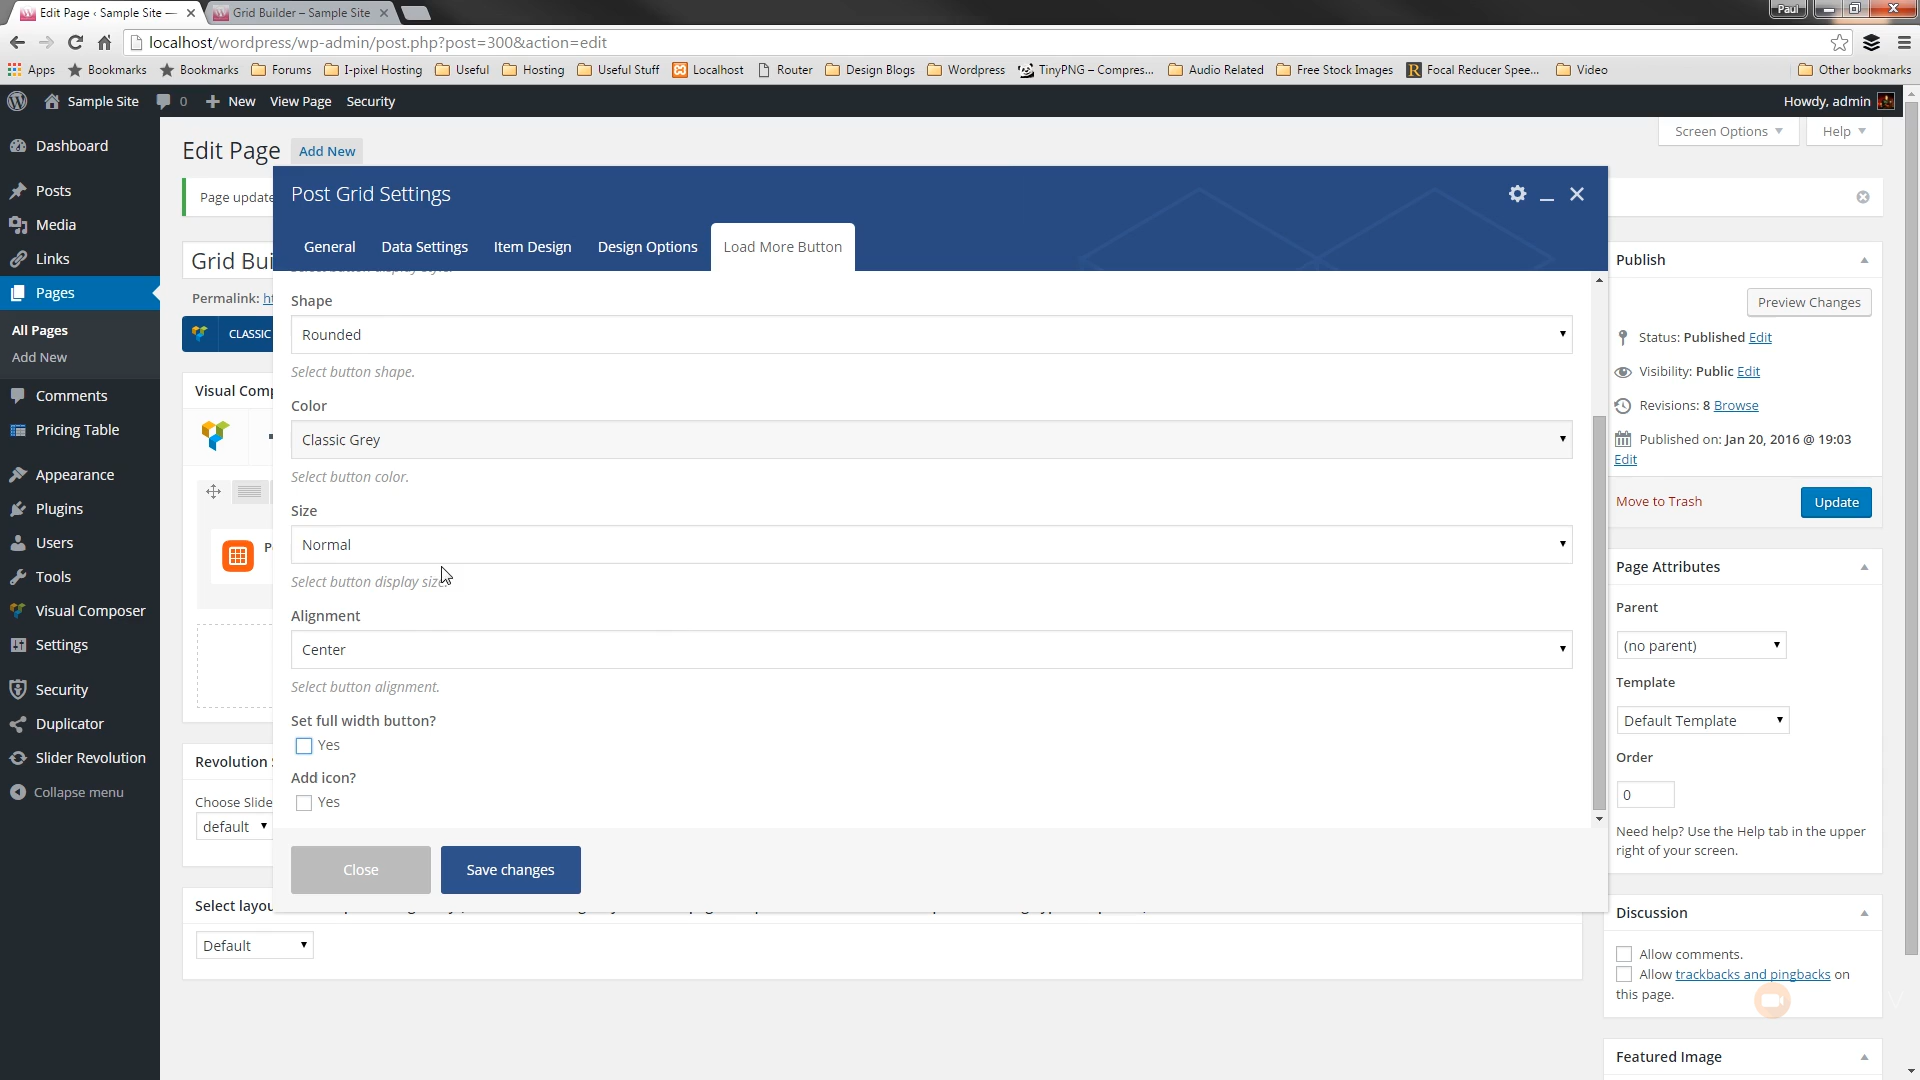 Edit Page ‹ Sample Site —
Grid Builder – Sample Site
Paul
localhost/wordpress/wp-admin/post.php?post=300&action=edit
Apps
Bookmarks
Bookmarks
Forums
I-pixel Hosting
Useful
Hosting
Useful Stuff
Localhost
Router
Design Blogs
Wordpress
TinyPNG – Compres...
Audio Related
Free Stock Images
Focal Reducer Spee...
Video
Other bookmarks
Sample Site
0
New
View Page
Security
Howdy, admin
Dashboard
Posts
Media
Links
Pages
All Pages
Add New
Comments
Pricing Table
Appearance
Plugins
Users
Tools
Visual Composer
Settings
Security
Duplicator
Slider Revolution
Collapse menu
Edit Page
Add New
Screen Options
Help
Page update
Grid Bui
Permalink:
CLASSIC
Visual Comp
P
Revolution
Choose Slide
default
Select layou
Default
Post Grid Settings
General
Data Settings
Item Design
Design Options
Load More Button
Select button display style.
Shape
Rounded
Select button shape.
Color
Classic Grey
Select button color.
Size
Normal
Select button display size.
Alignment
Center
Select button alignment.
Set full width button?
Yes
Add icon?
Yes
Close
Save changes
Publish
Preview Changes
Status: Published Edit
Visibility: Public Edit
Revisions: 8 Browse
Published on: Jan 20, 2016 @ 19:03
Edit
Move to Trash
Update
Page Attributes
Parent
(no parent)
Template
Default Template
Order
0
Need help? Use the Help tab in the upper
right of your screen.
Discussion
Allow comments.
Allow trackbacks and pingbacks on
this page.
Featured Image